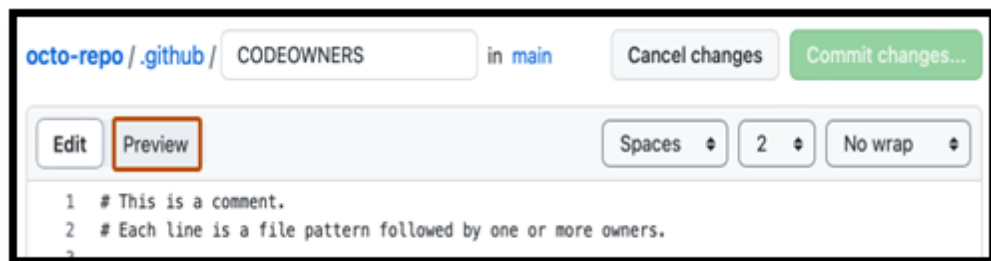 octo-repo / .github / CODEOWNERS in main Cancel changes Commit changes...
Edit Preview Spaces 2 No wrap
1 # This is a comment.
2 # Each line is a file pattern followed by one or more owners.